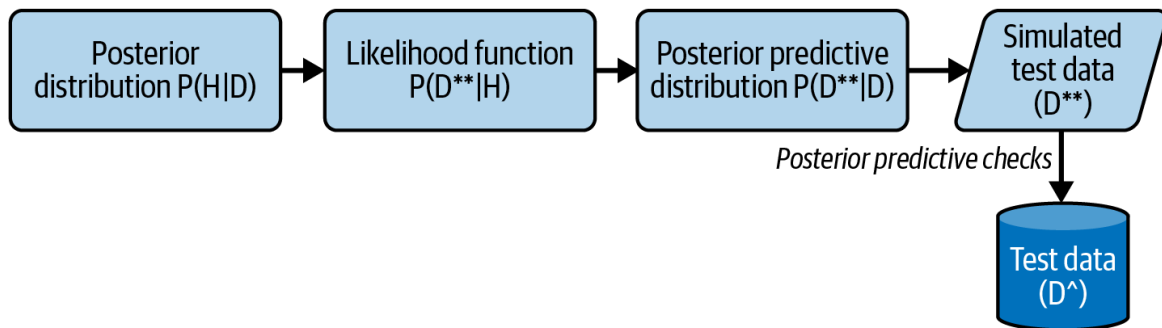 Posterior
distribution P(H|D)
Likelihood function
P(D**|H)
Posterior predictive
distribution P(D**|D)
Simulated
test data
(D**)
Posterior predictive checks
Test data
(D^)